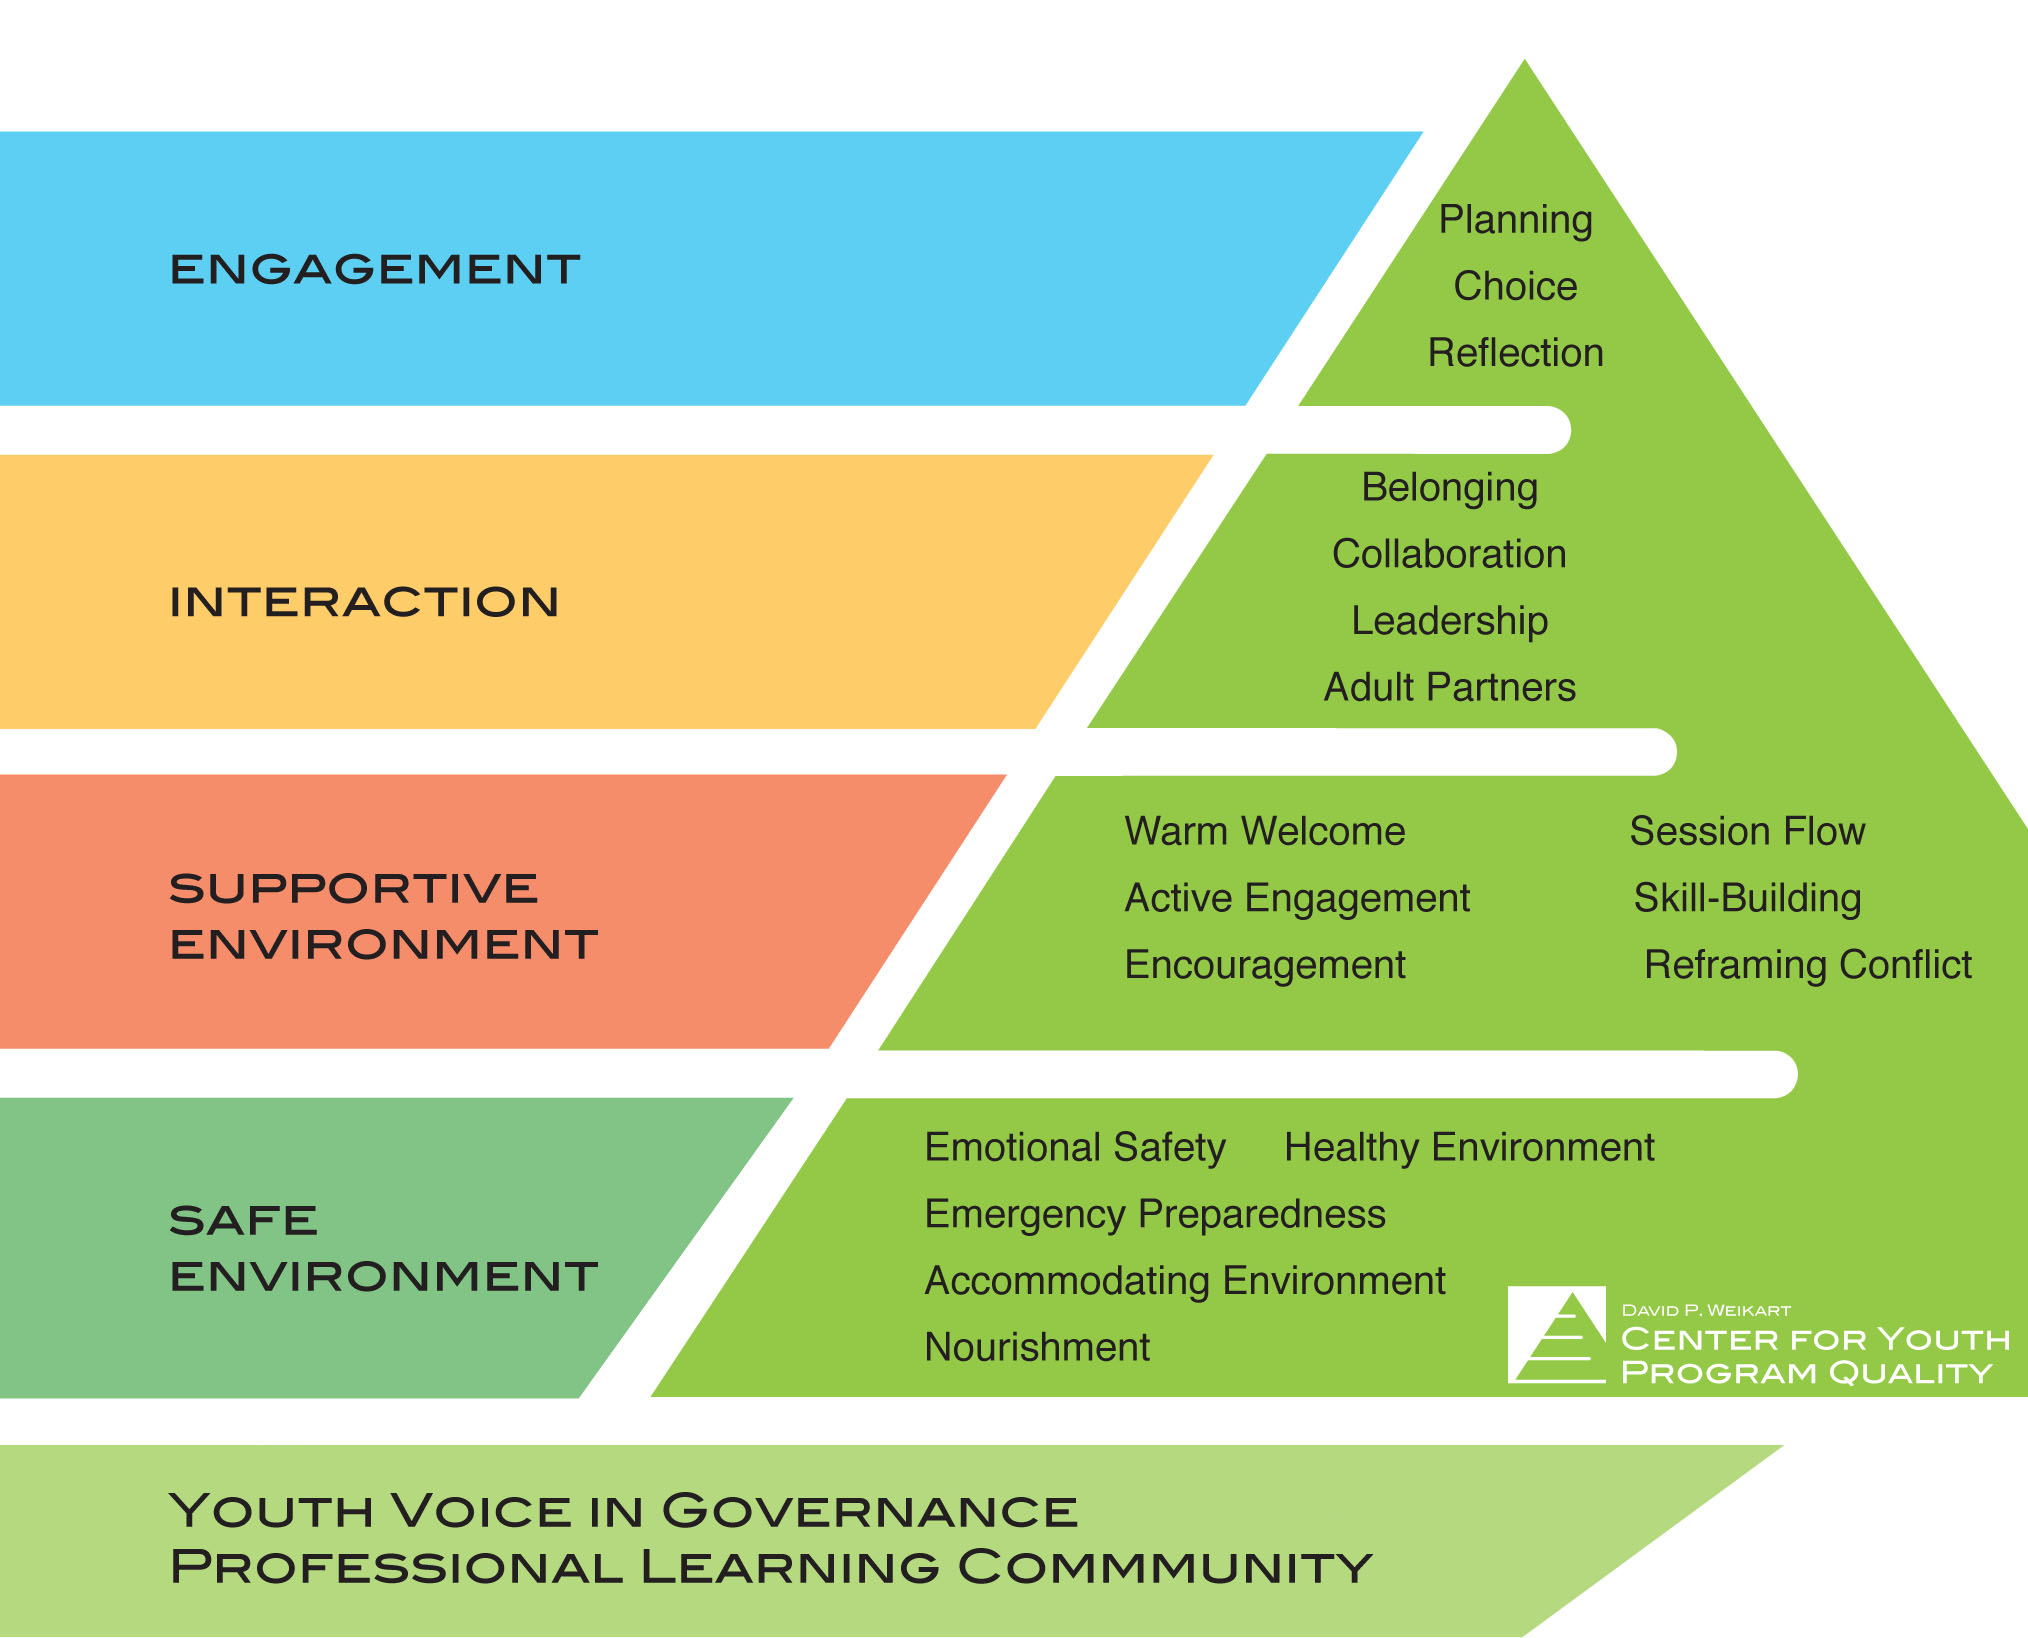 ENGAGEMENT
Planning
Choice
Reflection
INTERACTION
Belonging
Collaboration
Leadership
Adult Partners
SUPPORTIVE
ENVIRONMENT
Warm Welcome
Active Engagement
Encouragement
Session Flow
Skill-Building
Reframing Conflict
SAFE
ENVIRONMENT
Emotional Safety
Healthy Environment
Emergency Preparedness
Accommodating Environment
Nourishment
DAVID P. WEIKART
CENTER FOR YOUTH
PROGRAM QUALITY
YOUTH VOICE IN GOVERNANCE
PROFESSIONAL LEARNING COMMMUNITY